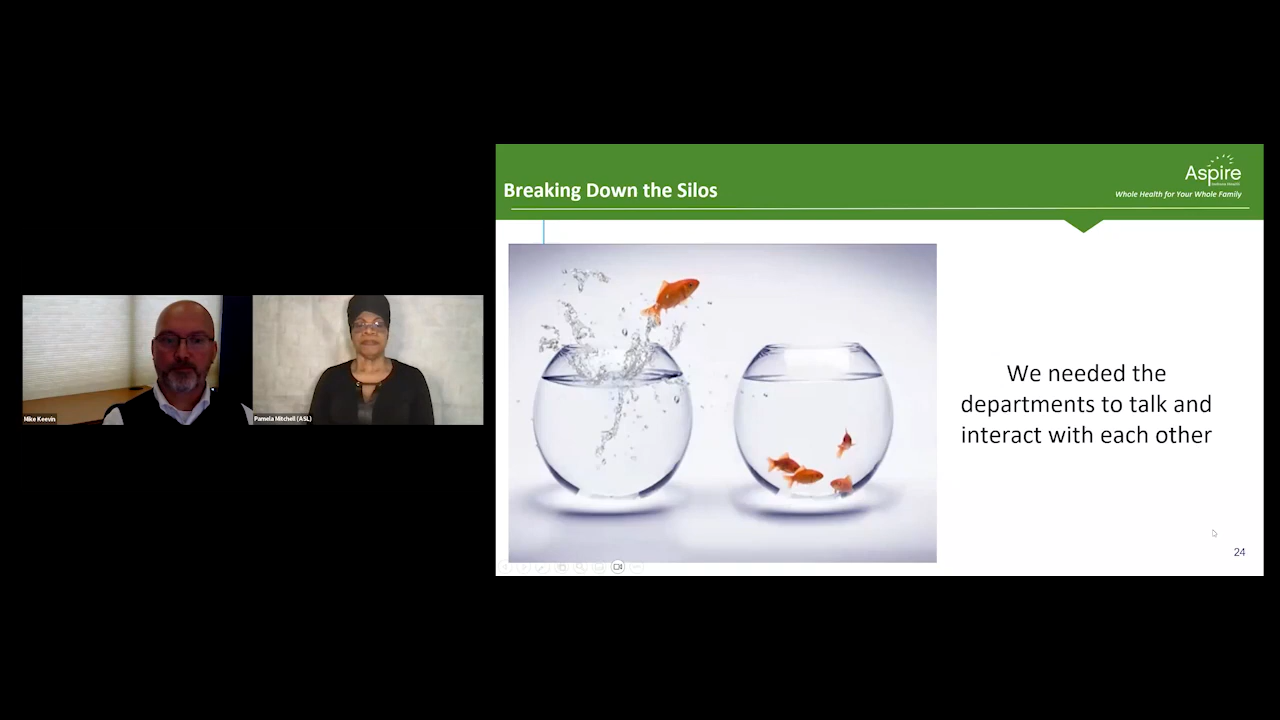 Breaking Down the Silos
Aspire
Whole Health for Your Whole Family
We needed the
departments to talk and
interact with each other
24
Mike Keevin
Pamela Mitchell (ASL)